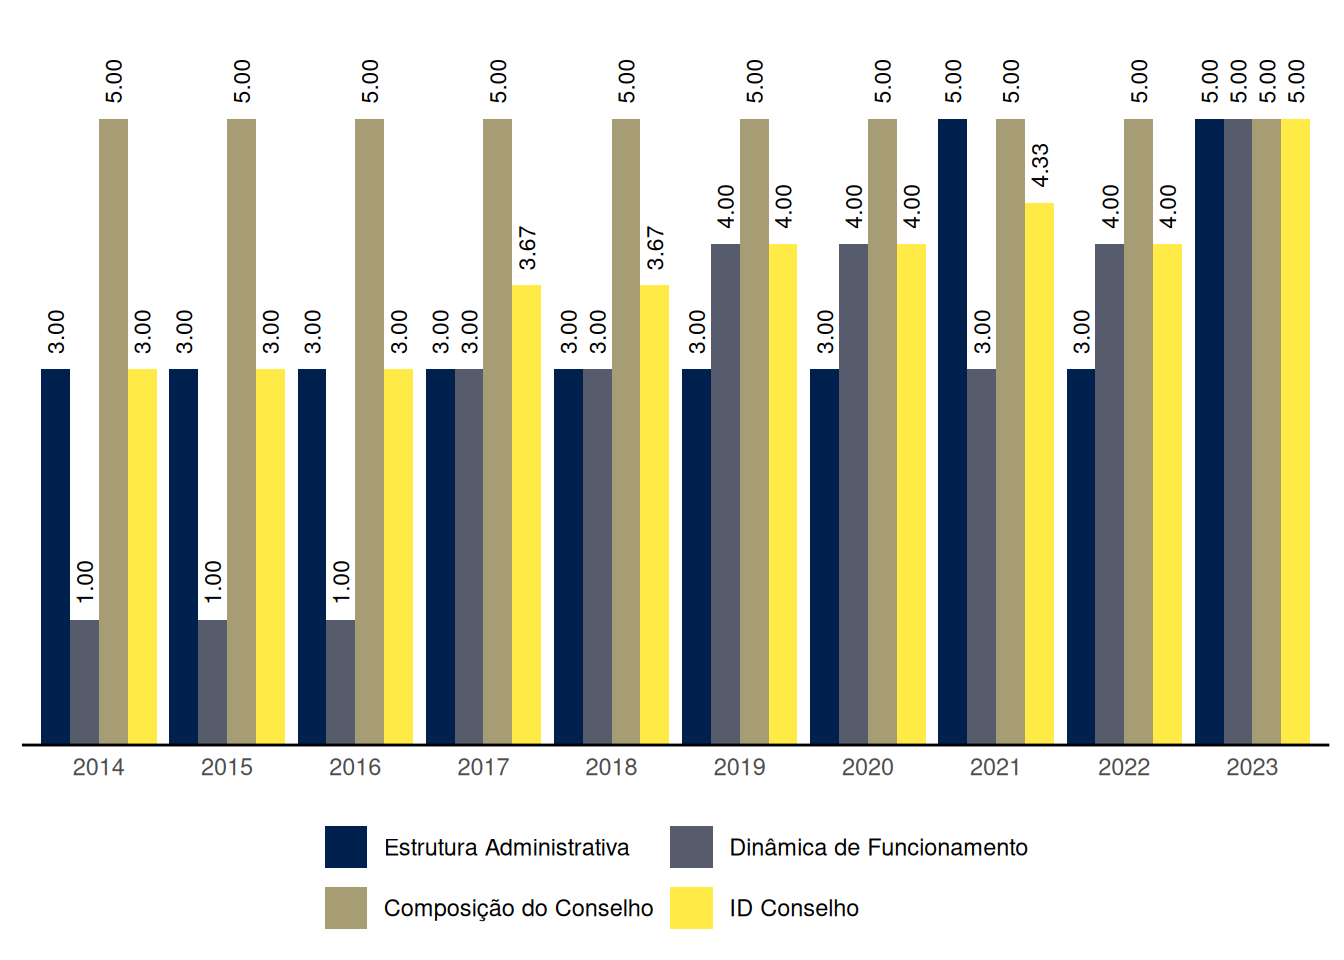 3.00 1.00 5.00 3.00 3.00 1.00 5.00 3.00 3.00 1.00 5.00 3.00 3.00 3.00 5.00 3.67 3.00 3.00 5.00 3.67 3.00 4.00 5.00 4.00 3.00 4.00 5.00 4.00 5.00 3.00 5.00 4.33 3.00 4.00 5.00 4.00 5.00 5.00 5.00 5.00
2014 2015 2016 2017 2018 2019 2020 2021 2022 2023
Estrutura Administrativa Dinâmica de Funcionamento
Composição do Conselho ID Conselho